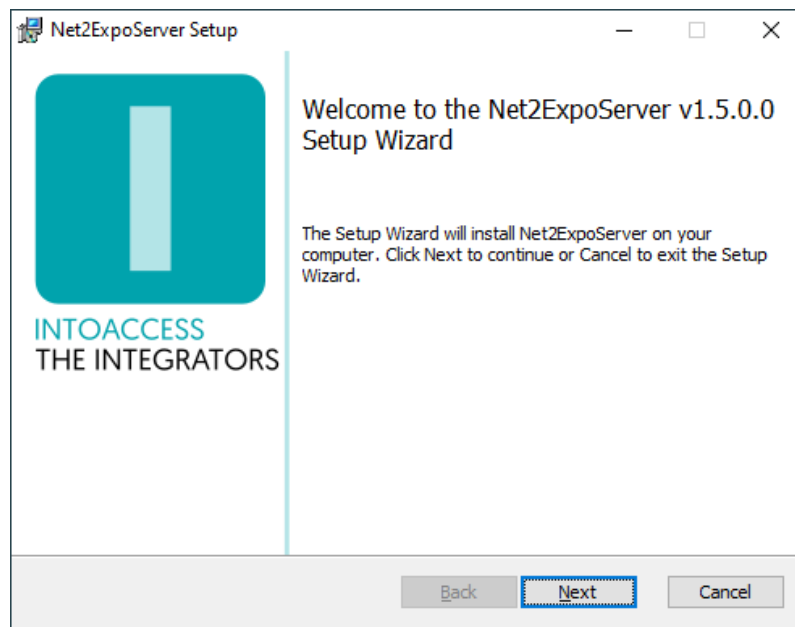 Net2ExpoServer Setup
Welcome to the Net2ExpoServer v1.5.0.0
Setup Wizard
The Setup Wizard will install Net2ExpoServer on your
computer. Click Next to continue or Cancel to exit the Setup
Wizard.
I
INTOACCESS
THE INTEGRATORS
Back
Next
Cancel